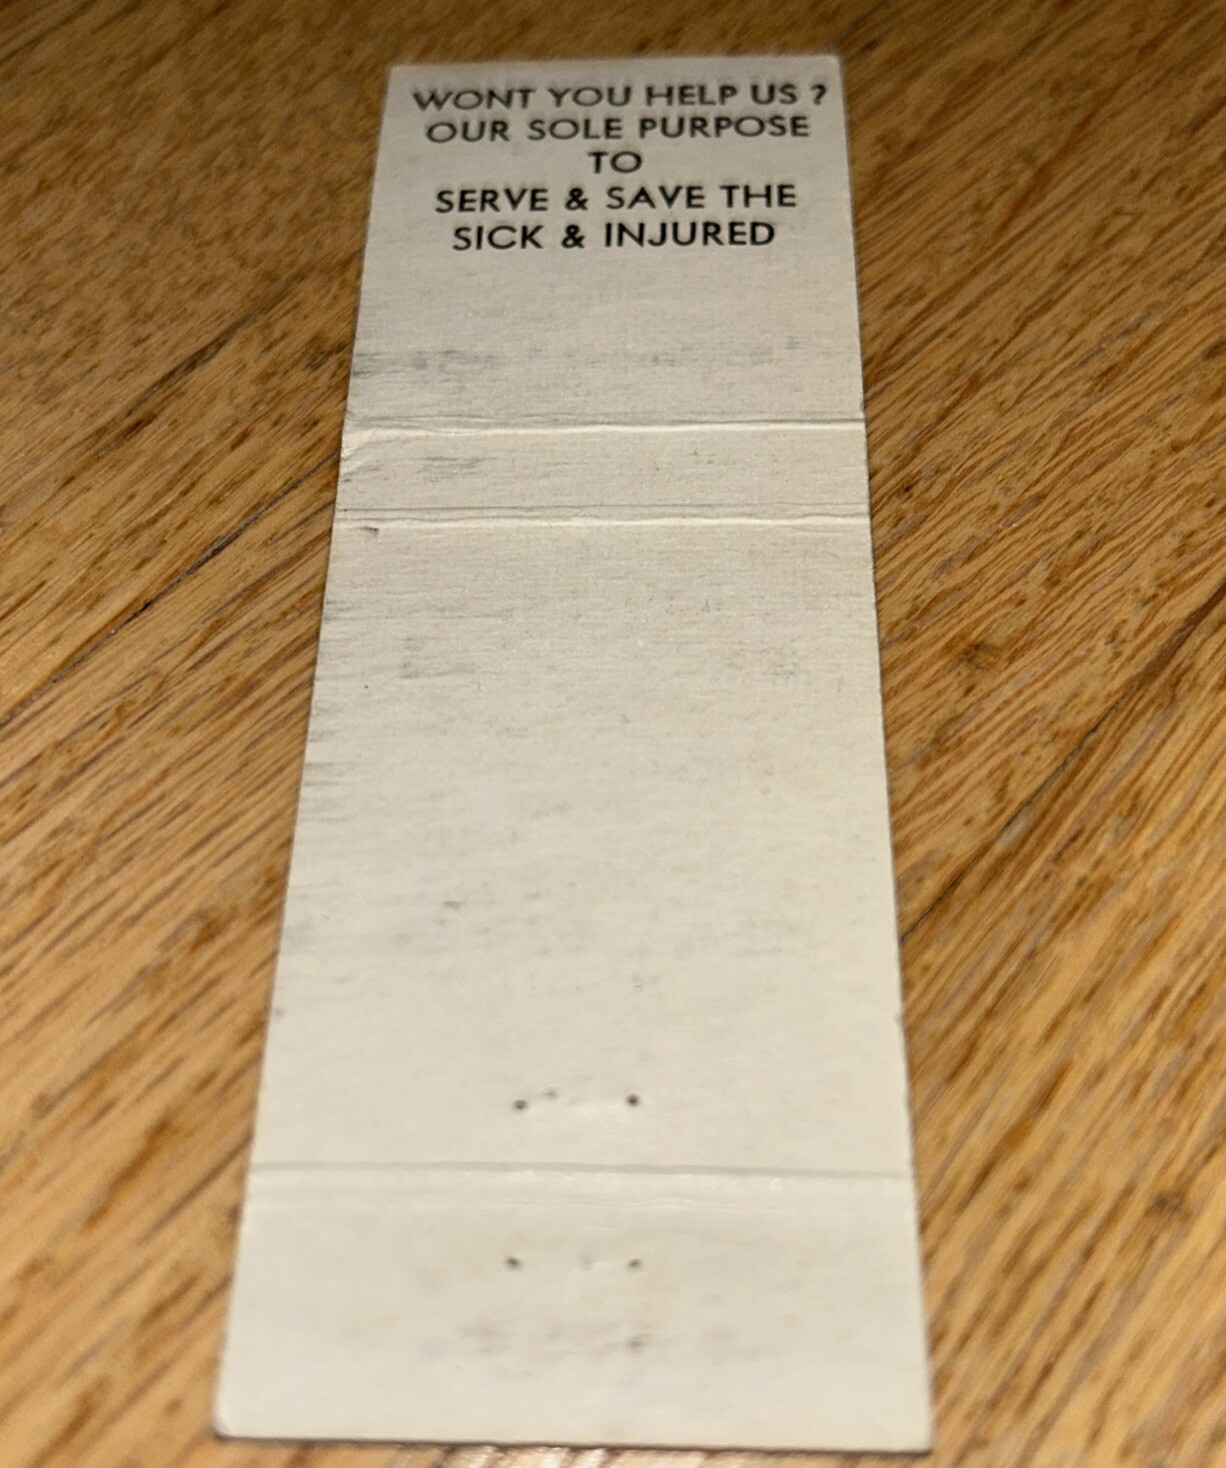 WONT YOU HELP US ?
OUR SOLE PURPOSE
TO
SERVE & SAVE THE
SICK & INJURED